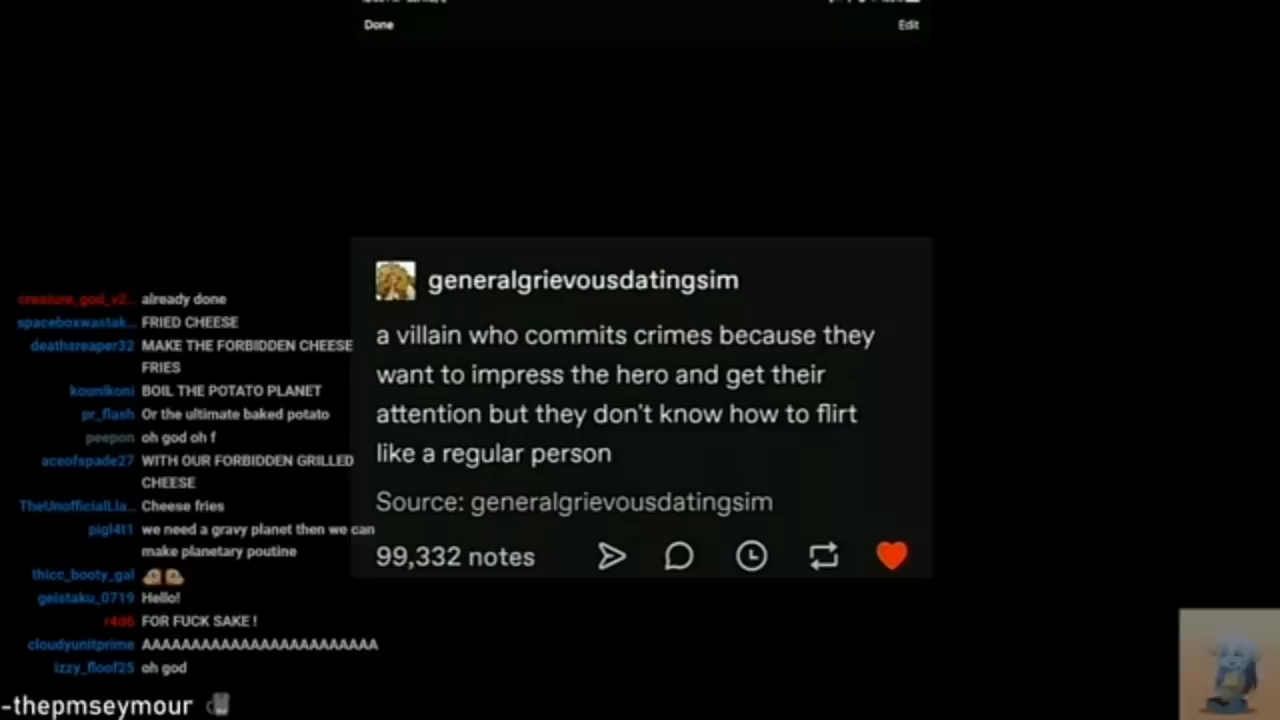 Done
Edit
generalgrievousdatingsim
a villain who commits crimes because they
want to impress the hero and get their
attention but they don't know how to flirt
like a regular person
Source: generalgrievousdatingsim
99,332 notes
creature_god_v2... already done
spaceboxwastak... FRIED CHEESE
deathsreaper32 MAKE THE FORBIDDEN CHEESE
FRIES
kounikoni BOIL THE POTATO PLANET
pr_flash Or the ultimate baked potato
peepon oh god oh f
aceofspade27 WITH OUR FORBIDDEN GRILLED
CHEESE
TheUnofficialLla... Cheese fries
pigl4t1 we need a gravy planet then we can
make planetary poutine
thicc_booty_gal
geistaku_0719 Hello!
r4d6 FOR FUCK SAKE !
cloudyunitprime AAAAAAAAAAAAAAAAAAAAAAAA
izzy_floof25 oh god
-thepmseymour